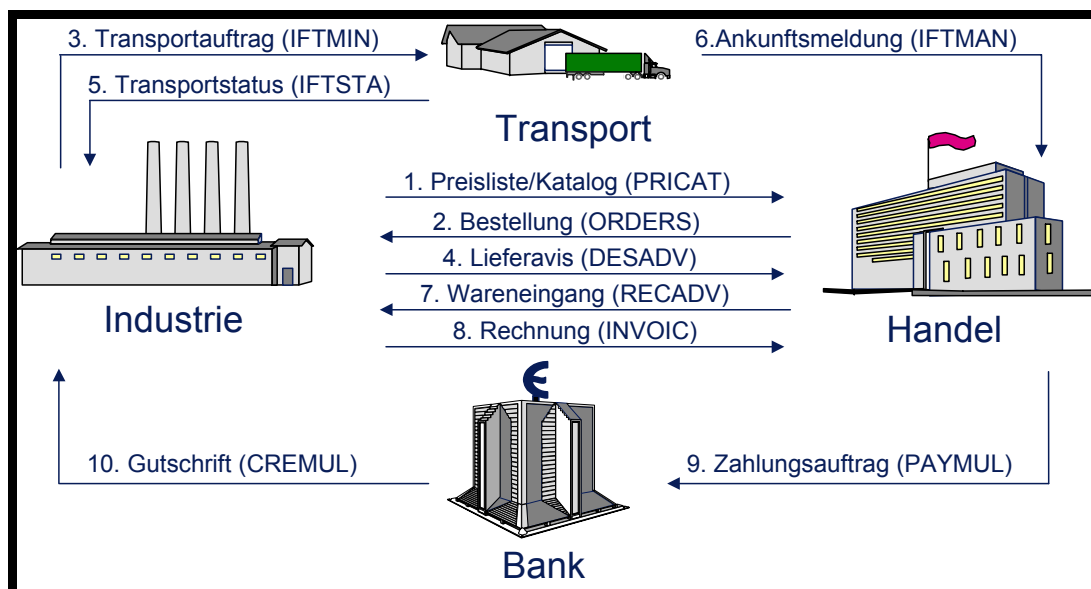 3. Transportauftrag (IFTMIN)
6.Ankunftsmeldung (IFTMAN)
5. Transportstatus (IFTSTA)
Transport
1. Preisliste/Katalog (PRICAT)
2. Bestellung (ORDERS)
4. Lieferavis (DESADV)
7. Wareneingang (RECADV)
Industrie
8. Rechnung (INVOIC)
Handel
€
10. Gutschrift (CREMUL)
9. Zahlungsauftrag (PAYMUL)
Bank